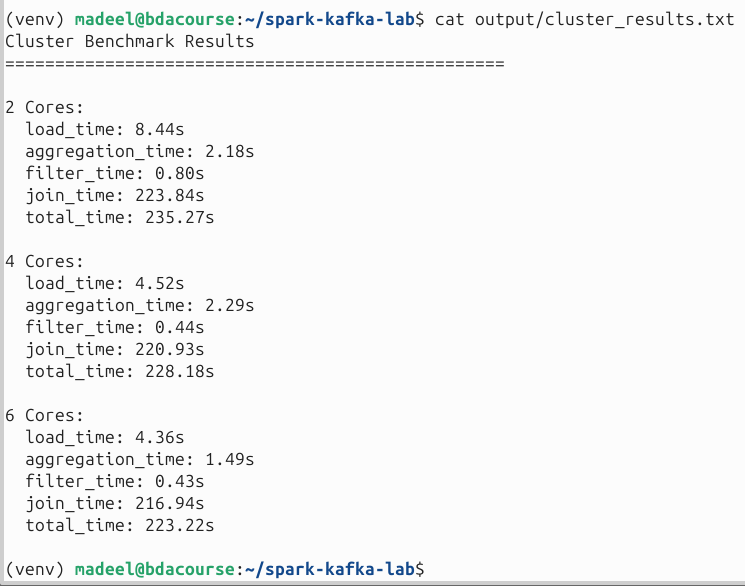 (venv) madeel@bdacourse:~/spark-kafka-lab$ cat output/cluster_results.txt
Cluster Benchmark Results
==================================================
2 Cores:
  load_time: 8.44s
  aggregation_time: 2.18s
  filter_time: 0.80s
  join_time: 223.84s
  total_time: 235.27s
4 Cores:
  load_time: 4.52s
  aggregation_time: 2.29s
  filter_time: 0.44s
  join_time: 220.93s
  total_time: 228.18s
6 Cores:
  load_time: 4.36s
  aggregation_time: 1.49s
  filter_time: 0.43s
  join_time: 216.94s
  total_time: 223.22s
(venv) madeel@bdacourse:~/spark-kafka-lab$